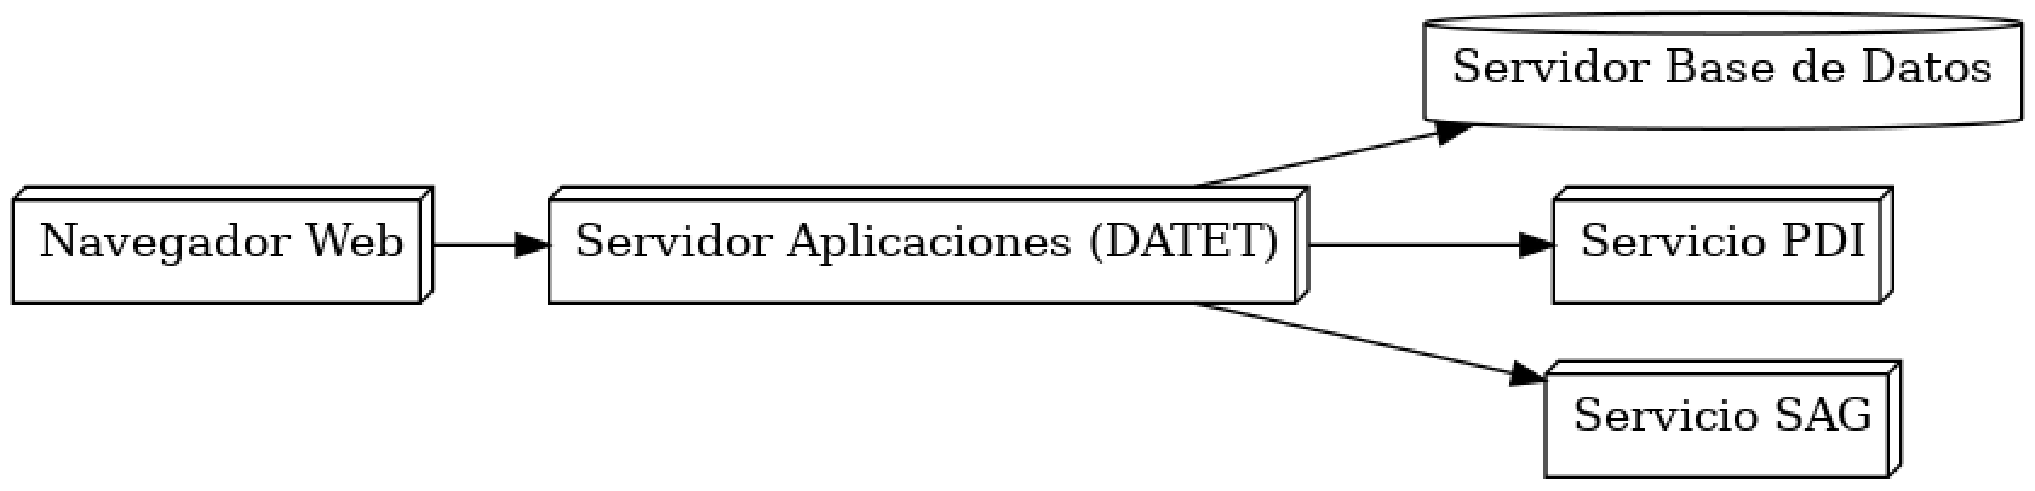 Servidor Base de Datos
Navegador Web
Servidor Aplicaciones (DATET)
Servicio PDI
Servicio SAG